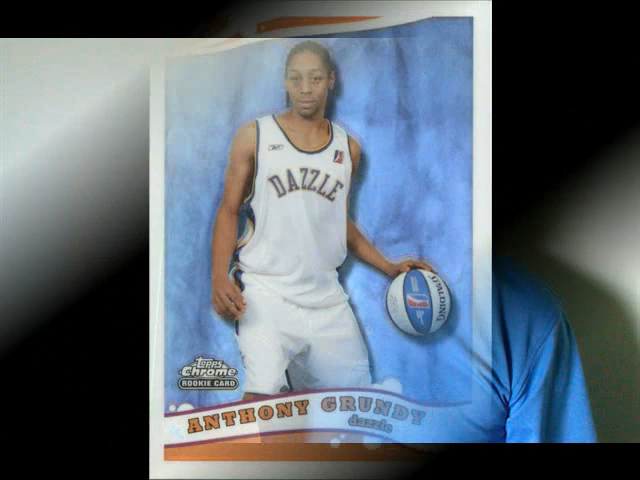 DAZZLE
SPALDING
Topps
Chrome
ROOKIE CARD
ANTHONY GRUNDY
dazzle